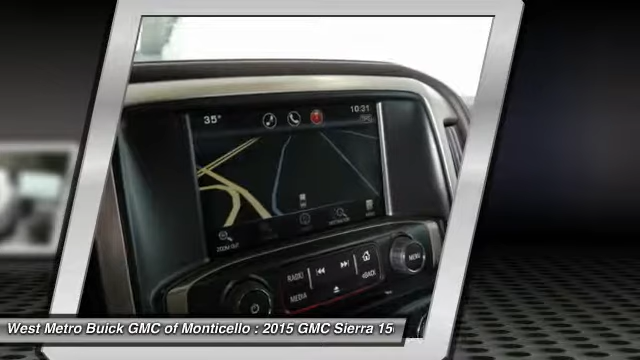 35°
10:21
ZOOM OUT
RADIO
MEDIA
BACK
MENU
West Metro Buick GMC of Monticello : 2015 GMC Sierra 15